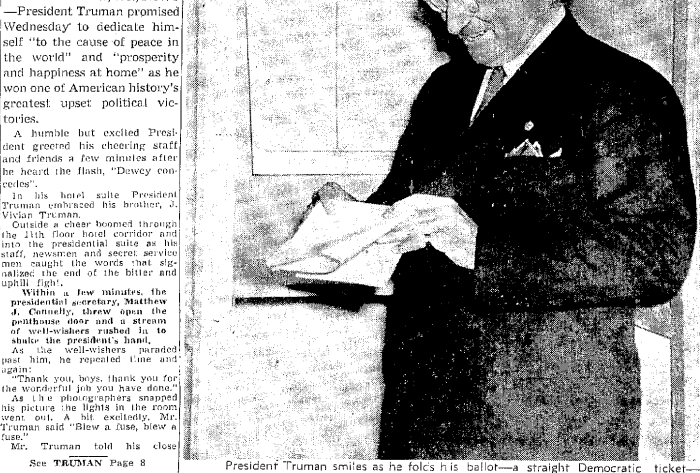 —President Truman promised
Wednesday to dedicate him-
self "to the cause of peace in
the world" and "prosperity
and happiness at home" as he
won one of American history's
greatest upset political vic-
tories.
A humble but excited Presi-
dent greeted his cheering staff
and friends a few minutes after
he heard the flash, "Dewey con-
cedes".
In his hotel suite President
Truman embraced his brother, J.
Vivian Truman.
Outside a cheer boomed through
the 11th floor hotel corridor and
into the presidential suite as his
staff, newsmen and secret service
men caught the words that sig-
nalized the end of the bitter and
uphill fight.
Within a few minutes, the
presidential secretary, Matthew
J. Connelly, threw open the
penthouse door and a stream
of well-wishers rushed in to
shake the president's hand.
As the well-wishers paraded
past him, he repeated time and
again:
"Thank you, boys, thank you for
the wonderful job you have done."
As the photographers snapped
his picture the lights in the room
went out. A bit excitedly, Mr.
Truman said "Blew a fuse, blew a
fuse."
Mr. Truman told his close
See TRUMAN Page 8
President Truman smiles as he folds his ballot—a straight Democratic ticket—